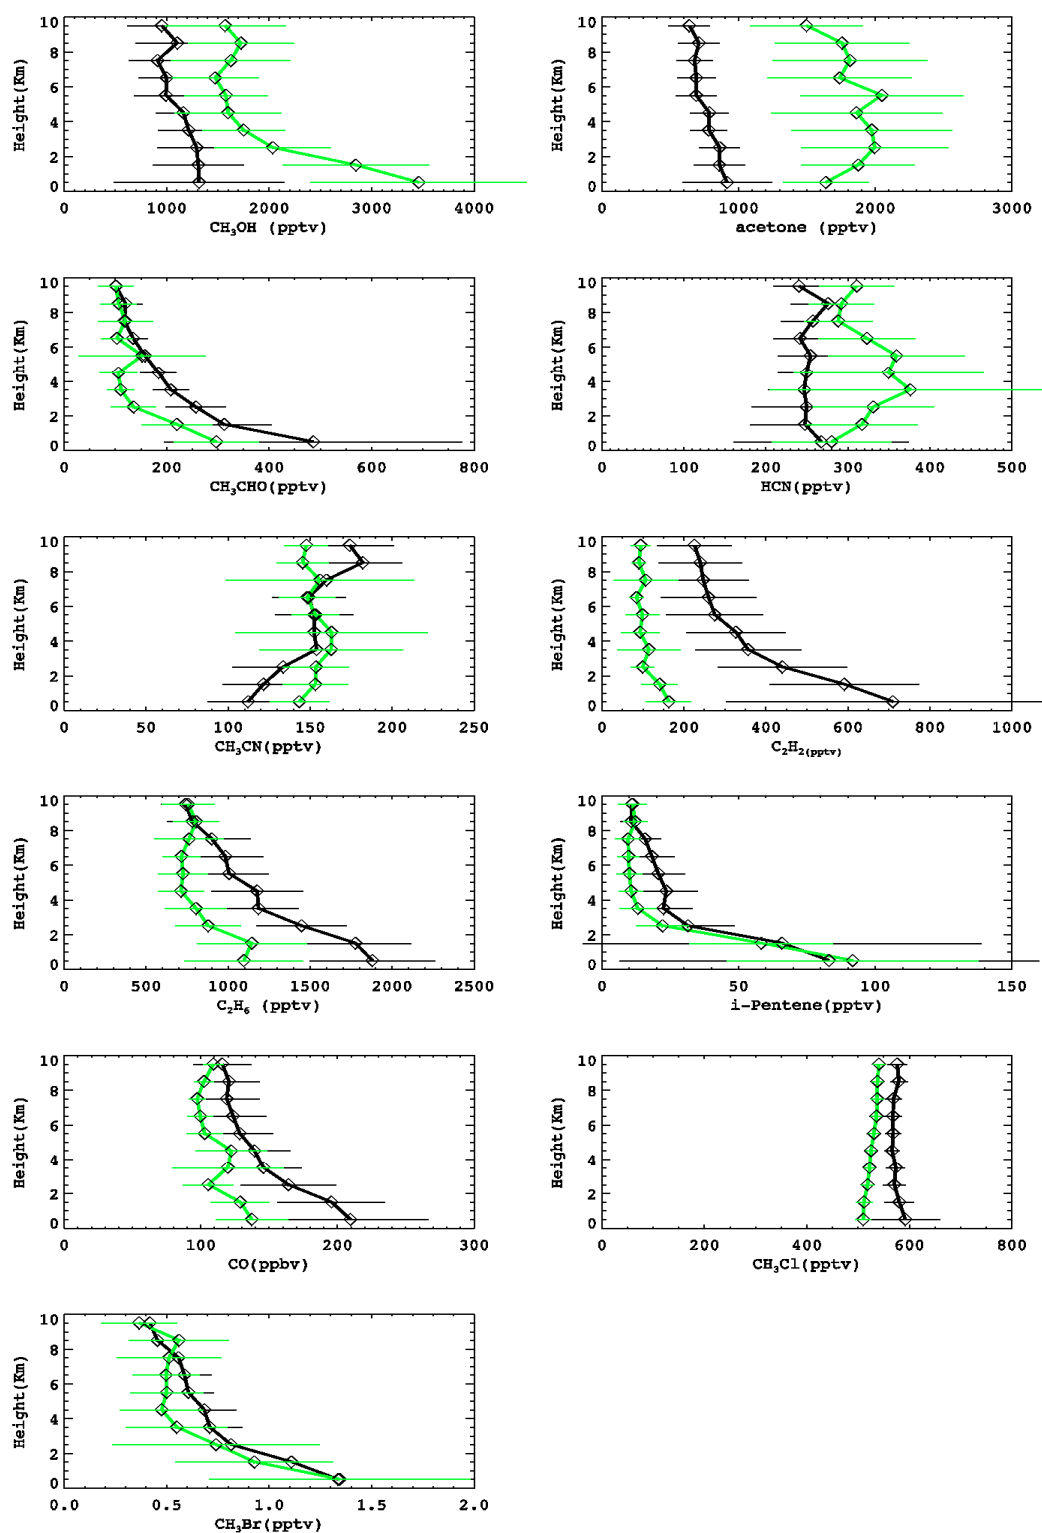 10
8
6
4
2
0
Height(Km)
0 1000 2000 3000 4000
CH₃OH (pptv)
10
8
6
4
2
0
Height(Km)
0 1000 2000 3000
acetone (pptv)
10
8
6
4
2
0
Height(Km)
0 200 400 600 800
CH₃CHO(pptv)
10
8
6
4
2
0
Height(Km)
0 100 200 300 400 500
HCN(pptv)
10
8
6
4
2
0
Height(Km)
0 50 100 150 200 250
CH₃CN(pptv)
10
8
6
4
2
0
Height(Km)
0 200 400 600 800 1000
C₂H₂(pptv)
10
8
6
4
2
0
Height(Km)
0 500 1000 1500 2000 2500
C₂H₆ (pptv)
10
8
6
4
2
0
Height(Km)
0 50 100 150
i-Pentene(pptv)
10
8
6
4
2
0
Height(Km)
0 100 200 300
CO(ppbv)
10
8
6
4
2
0
Height(Km)
0 200 400 600 800
CH₃Cl(pptv)
10
8
6
4
2
0
Height(Km)
0.0 0.5 1.0 1.5 2.0
CH₃Br(pptv)